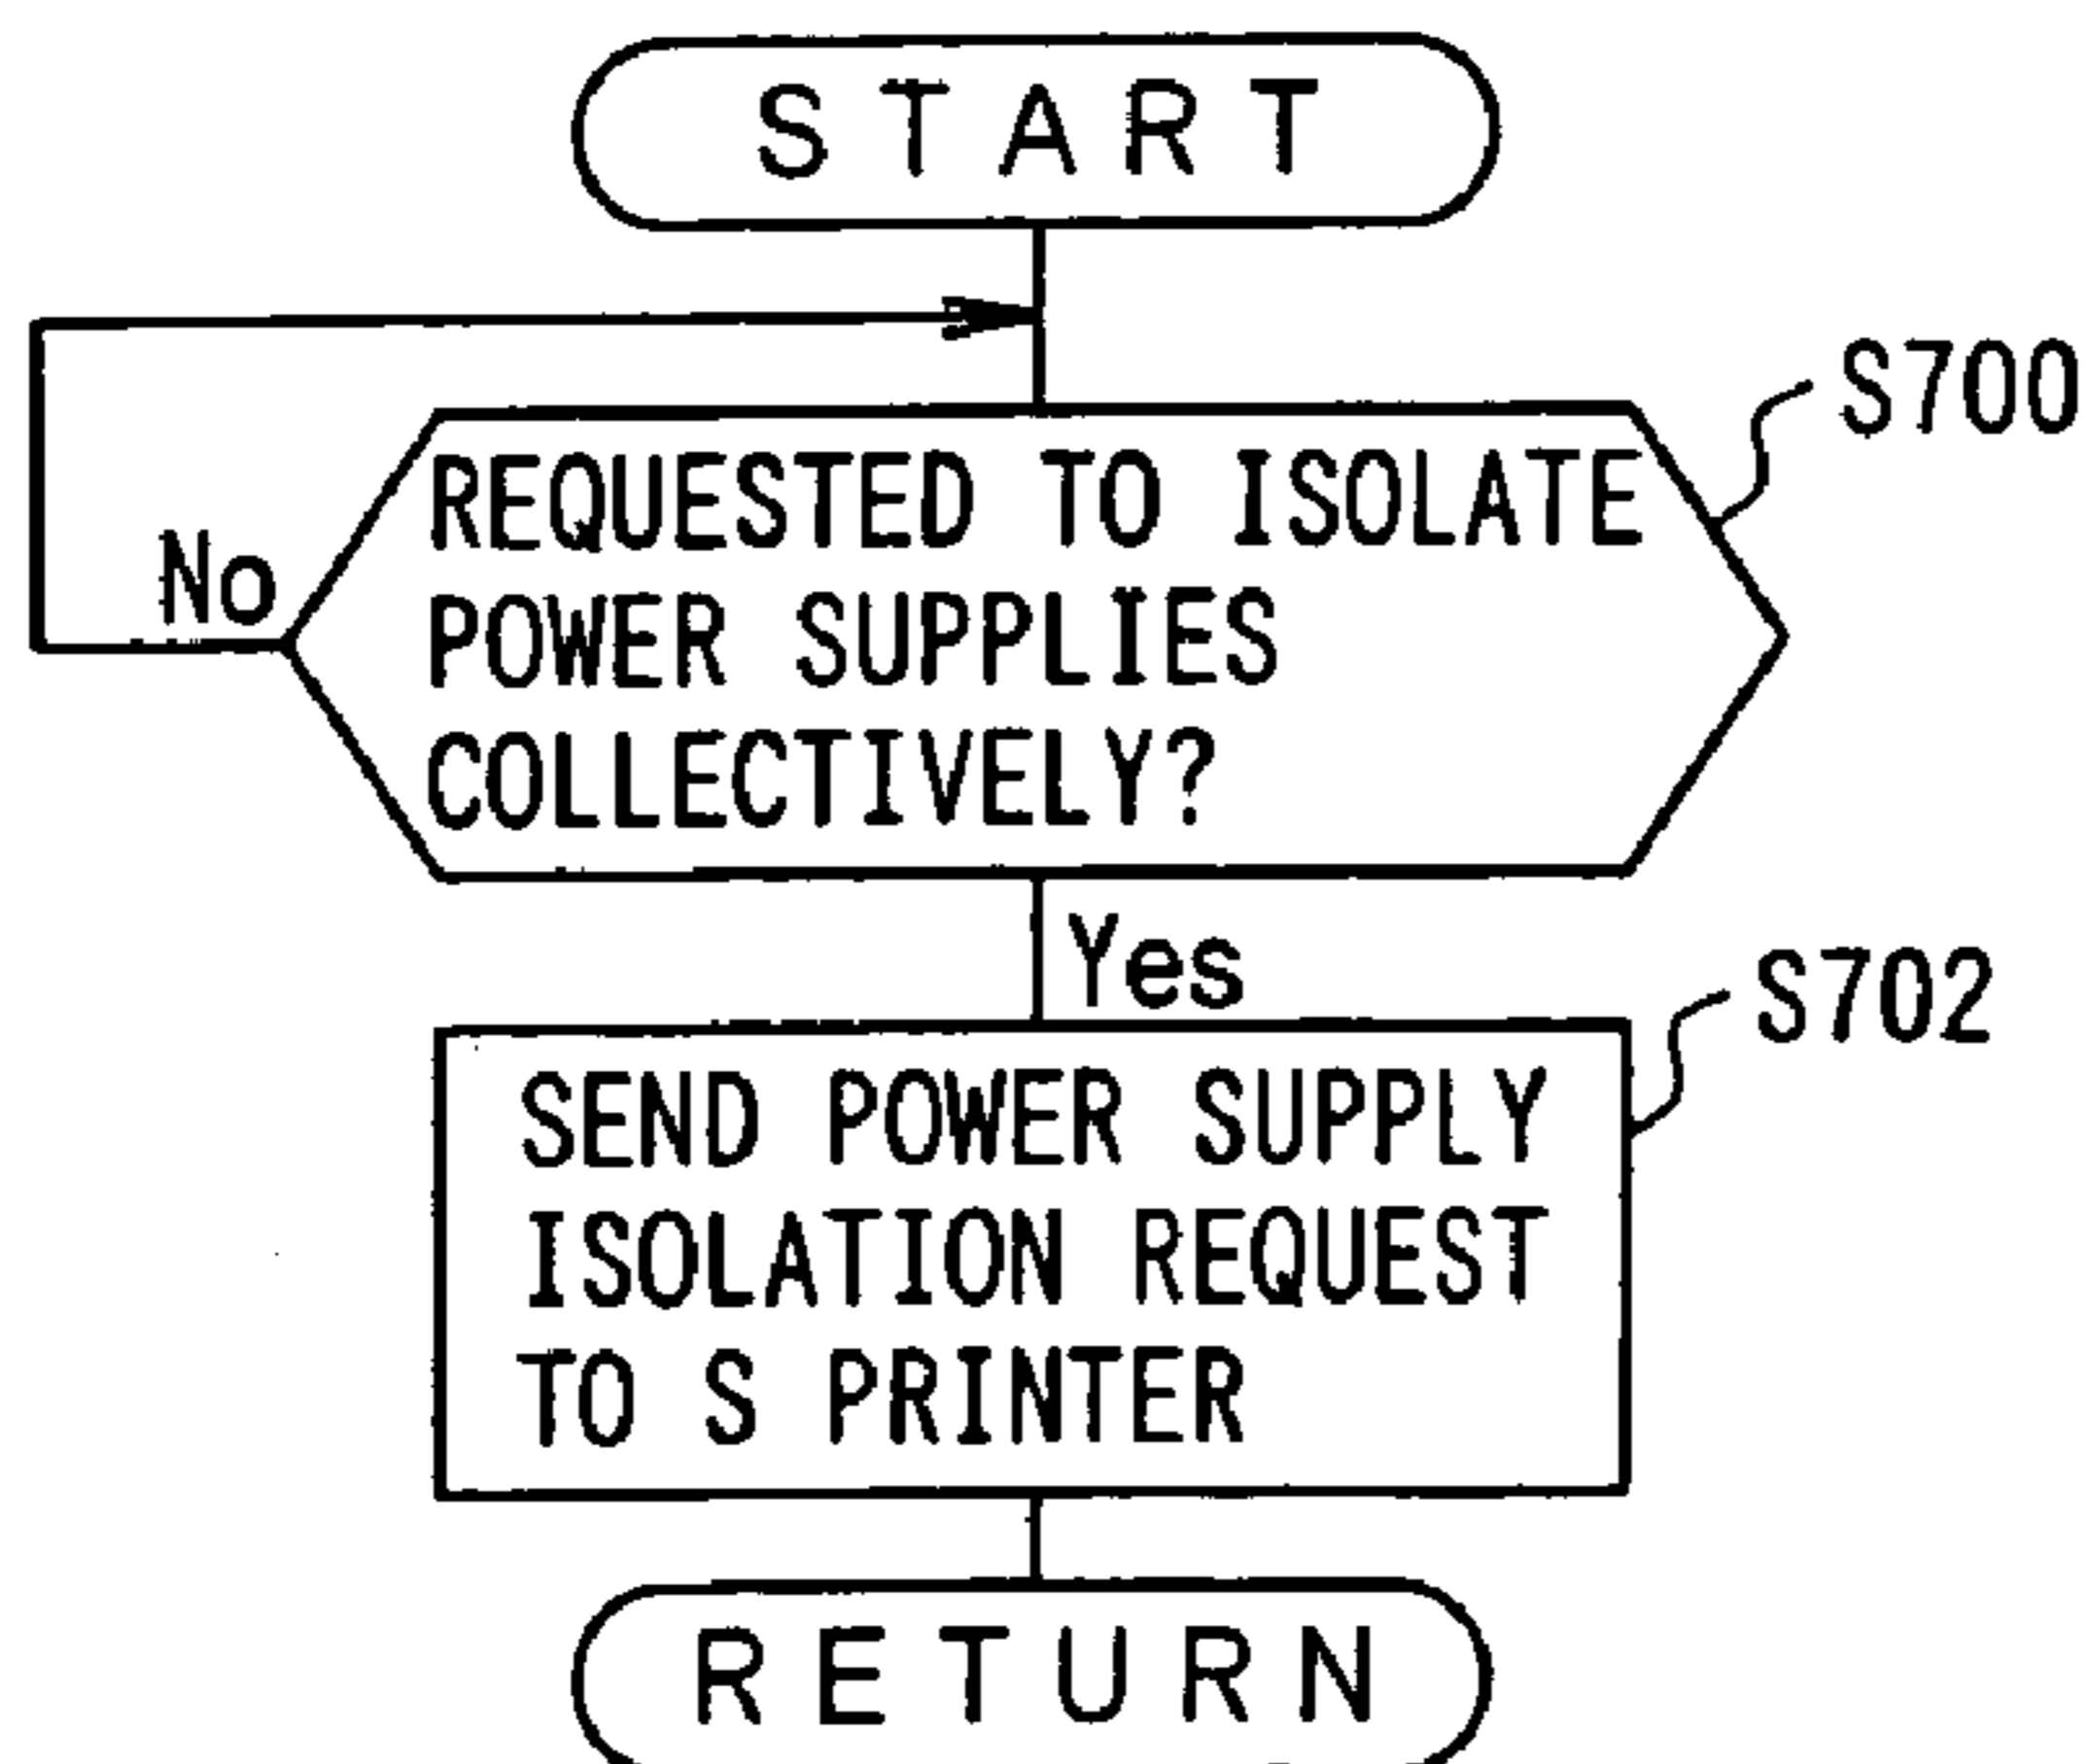 START
S700
REQUESTED TO ISOLATE
POWER SUPPLIES
COLLECTIVELY?
No
Yes
S702
SEND POWER SUPPLY
ISOLATION REQUEST
TO S PRINTER
RETURN